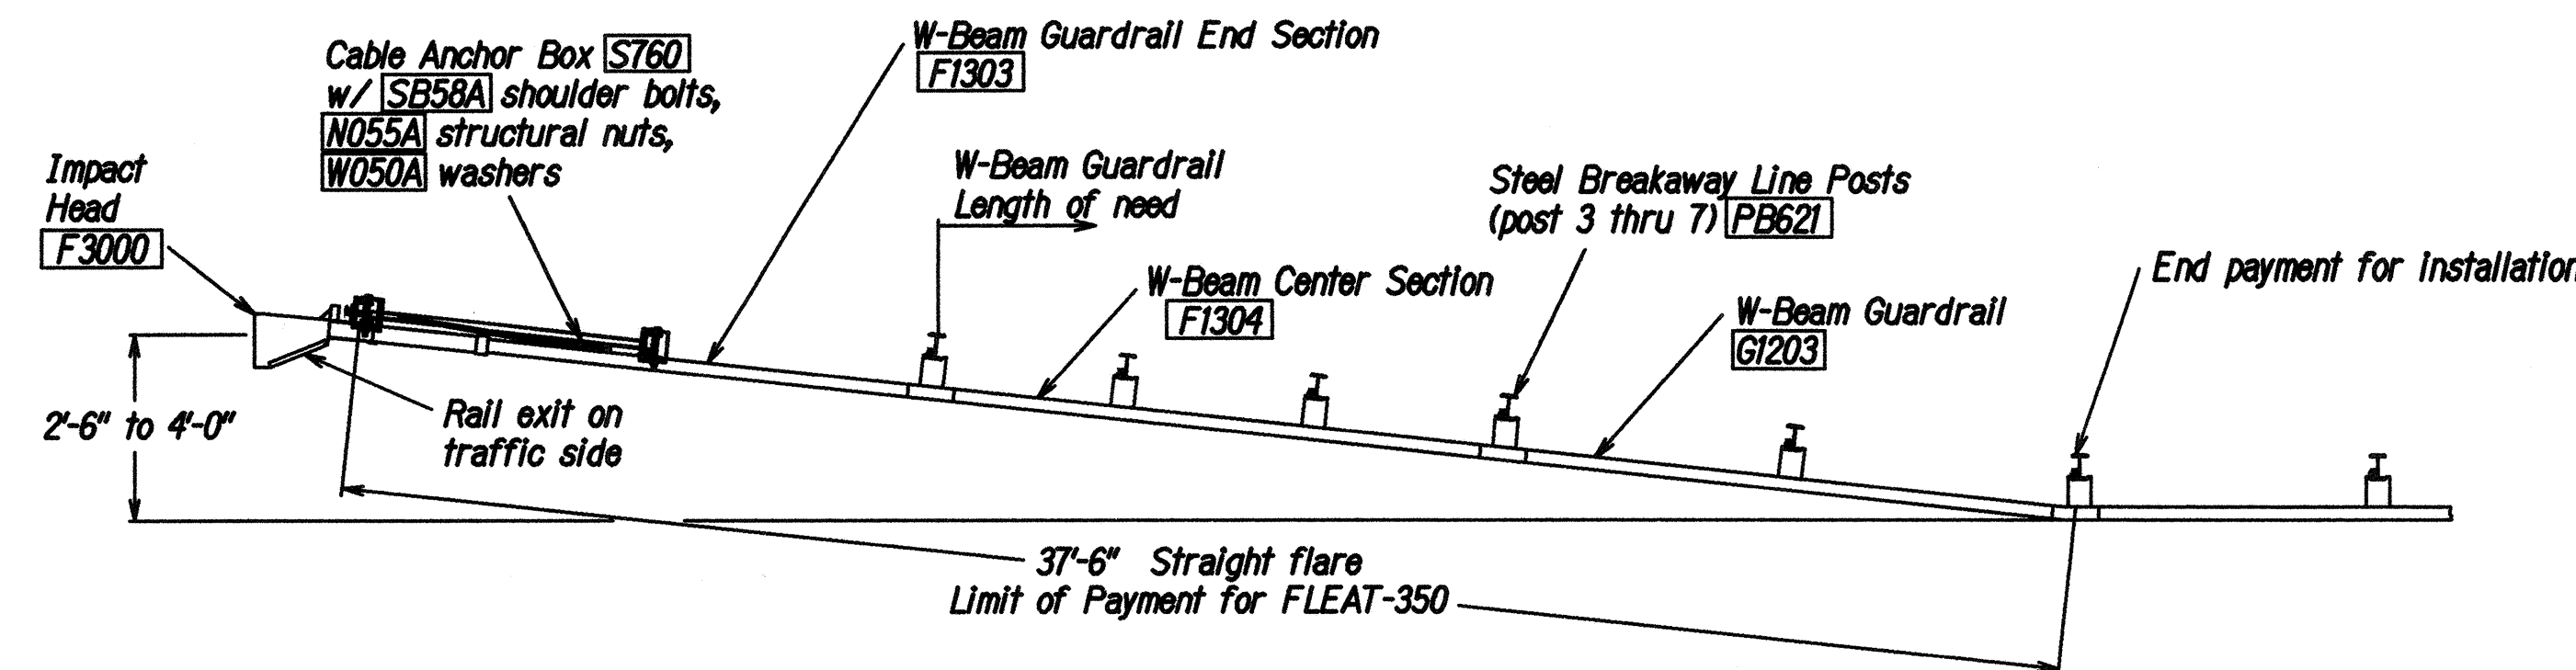 Cable Anchor Box S760
w/ SB58A shoulder bolts,
N055A structural nuts,
W050A washers
W-Beam Guardrail End Section
F1303
Impact
Head
F3000
W-Beam Guardrail
Length of need
Steel Breakaway Line Posts
(post 3 thru 7) PB621
W-Beam Center Section
F1304
End payment for installation
W-Beam Guardrail
G1203
2'-6" to 4'-0"
Rail exit on
traffic side
37'-6" Straight flare
Limit of Payment for FLEAT-350